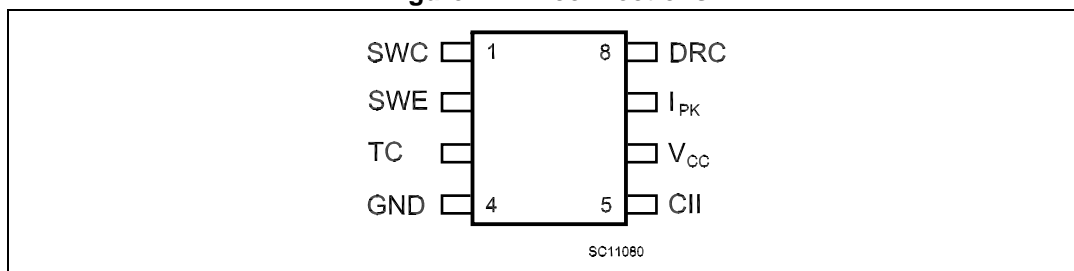 SWC 1 8 DRC
SWE I_PK
TC V_CC
GND 4 5 CII
SC11080